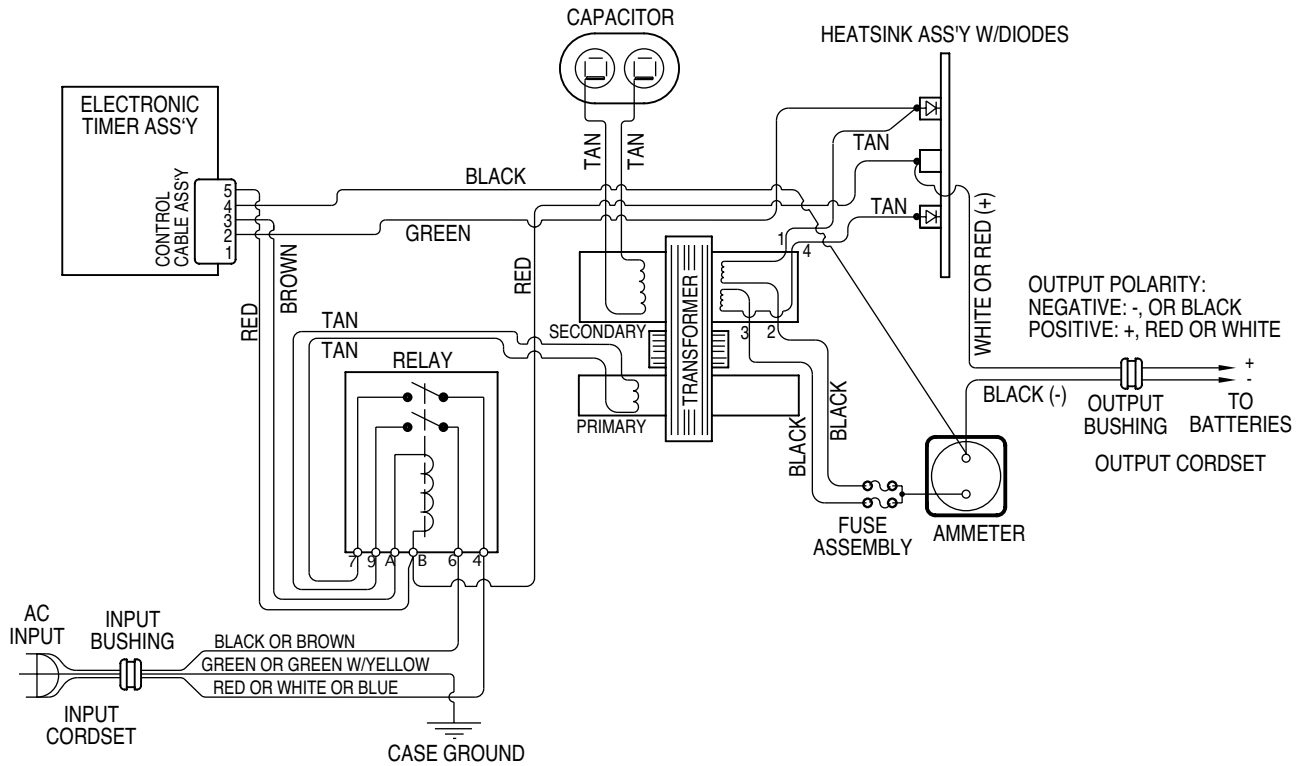 CAPACITOR
HEATSINK ASS'Y W/DIODES
ELECTRONIC
TIMER ASS'Y
CONTROL
CABLE ASS'Y
5
4
3
2
1
BLACK
GREEN
TAN
TAN
TAN
TAN
RED
BROWN
RED
1
4
3
2
SECONDARY
TRANSFORMER
PRIMARY
WHITE OR RED (+)
OUTPUT POLARITY:
NEGATIVE: -, OR BLACK
POSITIVE: +, RED OR WHITE
TAN
TAN
RELAY
7
9
A
B
6
4
BLACK
BLACK
BLACK (-)
+
-
OUTPUT
BUSHING
TO
BATTERIES
OUTPUT CORDSET
FUSE
ASSEMBLY
AMMETER
AC
INPUT
INPUT
BUSHING
BLACK OR BROWN
GREEN OR GREEN W/YELLOW
RED OR WHITE OR BLUE
INPUT
CORDSET
CASE GROUND